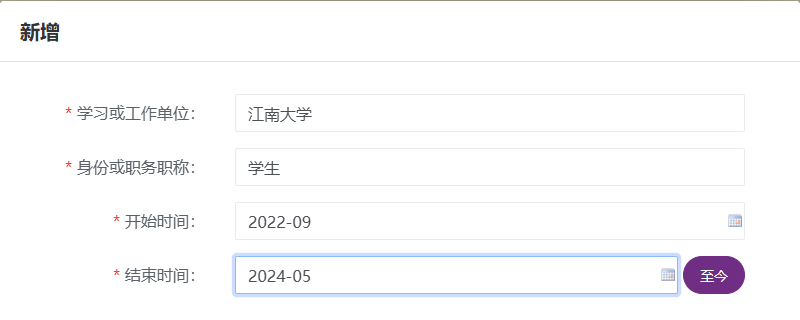 新增
* 学习或工作单位： 江南大学
* 身份或职务职称： 学生
* 开始时间： 2022-09
* 结束时间： 2024-05 至今